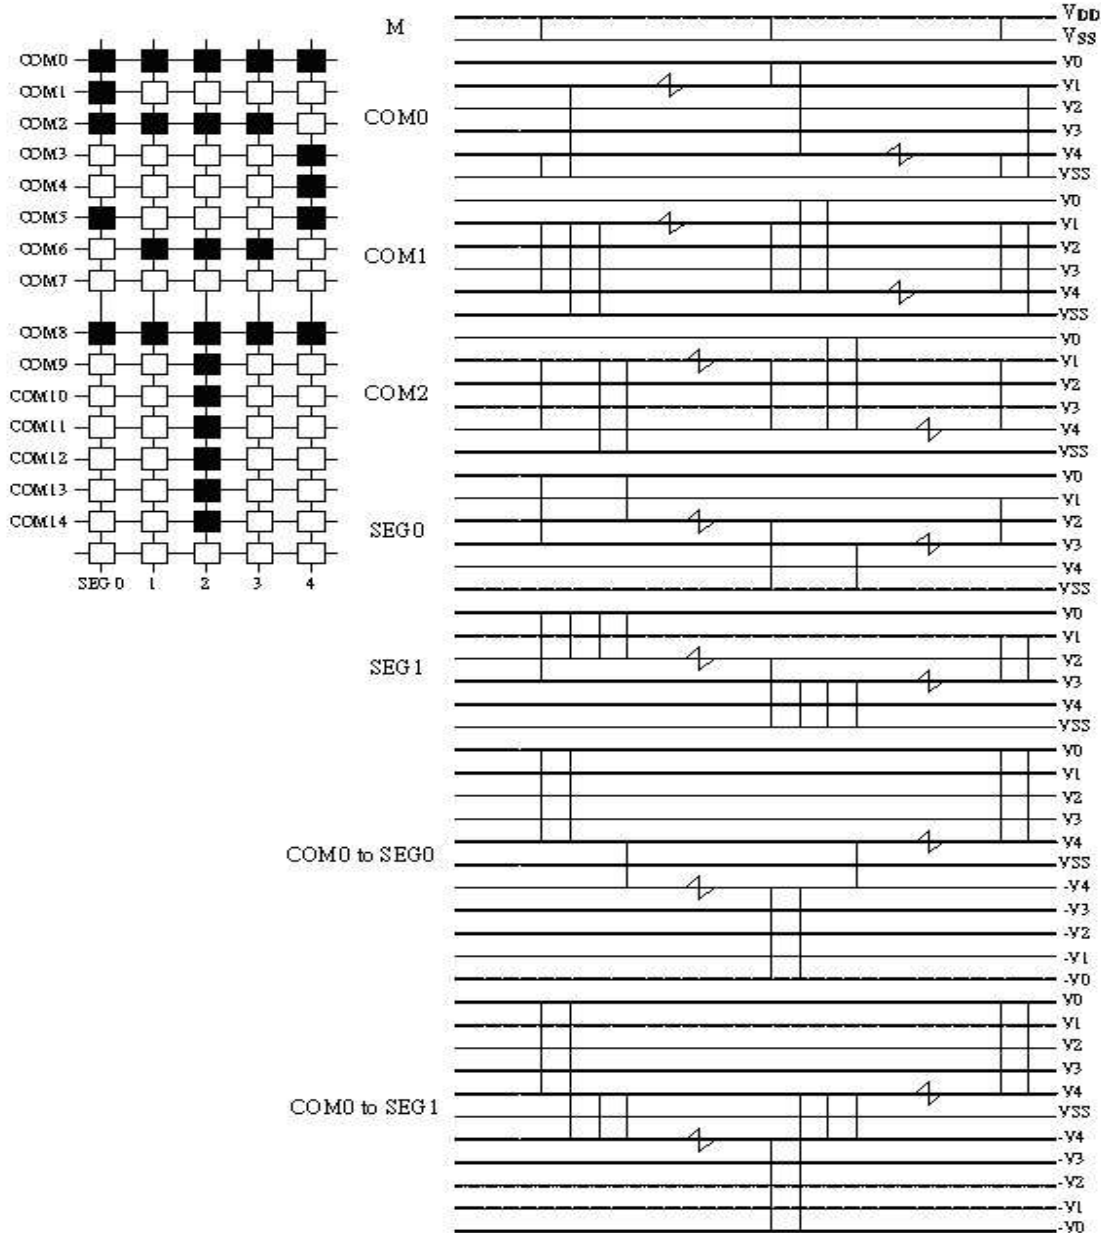 COM0
COM1
COM2
COM3
COM4
COM5
COM6
COM7
COM8
COM9
COM10
COM11
COM12
COM13
COM14
SEG 0 1 2 3 4
M
VDD
VSS
COM0
V0
V1
V2
V3
V4
VSS
COM1
V0
V1
V2
V3
V4
VSS
COM2
V0
V1
V2
V3
V4
VSS
SEG0
V0
V1
V2
V3
V4
VSS
SEG1
V0
V1
V2
V3
V4
VSS
COM0 to SEG0
V0
V1
V2
V3
V4
VSS
-V4
-V3
-V2
-V1
-V0
COM0 to SEG1
V0
V1
V2
V3
V4
VSS
-V4
-V3
-V2
-V1
-V0